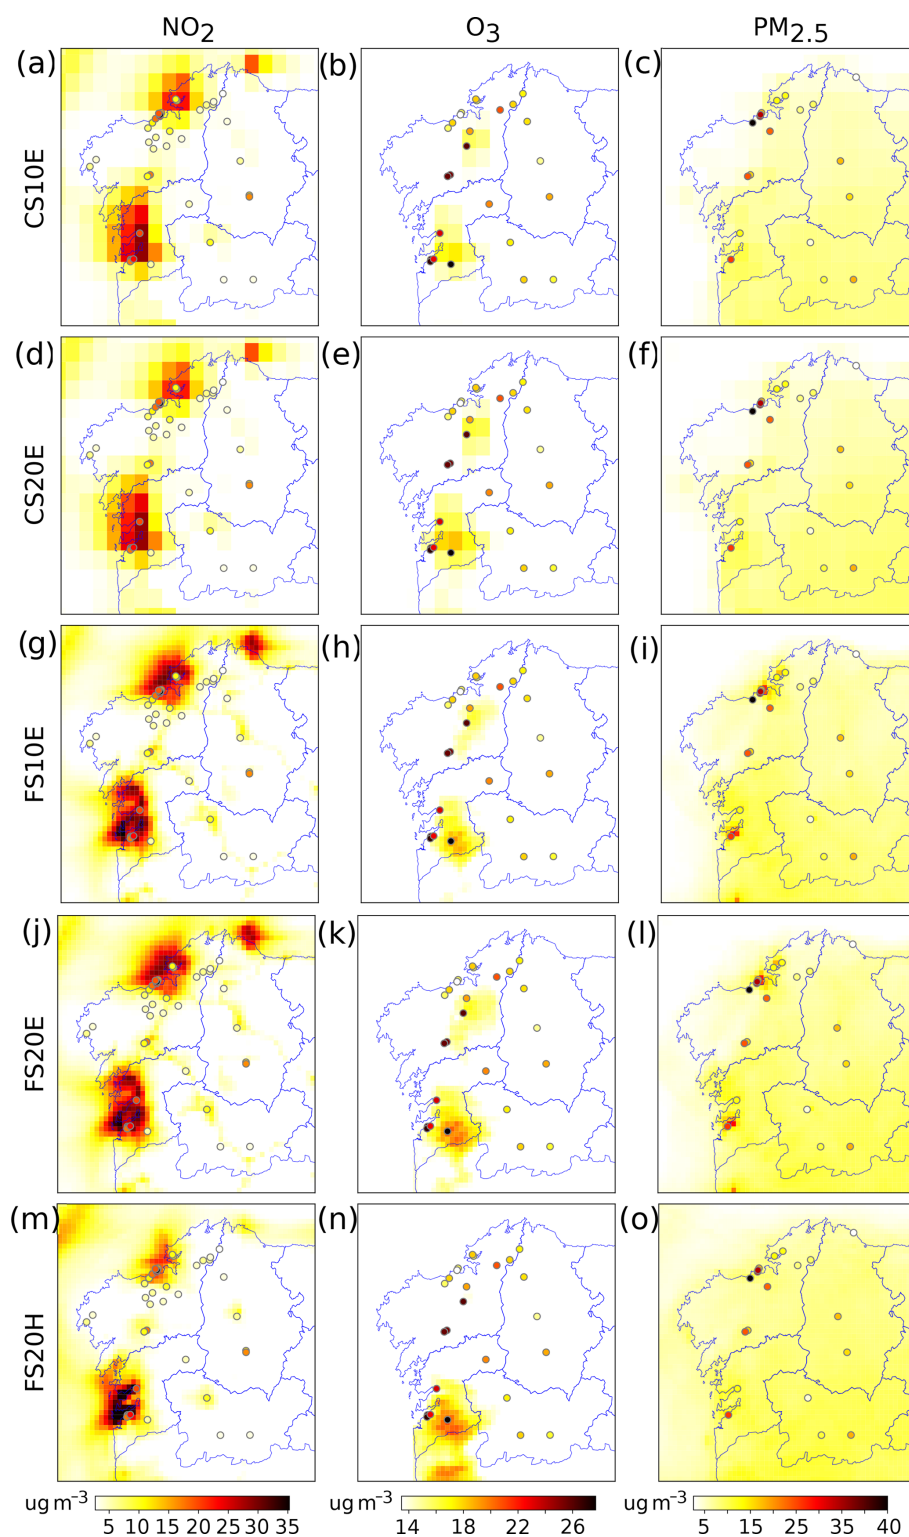 NO2 O3 PM2.5
(a) (b) (c)
CS10E
(d) (e) (f)
CS20E
(g) (h) (i)
FS10E
(j) (k) (l)
FS20E
(m) (n) (o)
FS20H
ug m−3 ug m−3 ug m−3
5 10 15 20 25 30 35 14 18 22 26 5 15 25 40